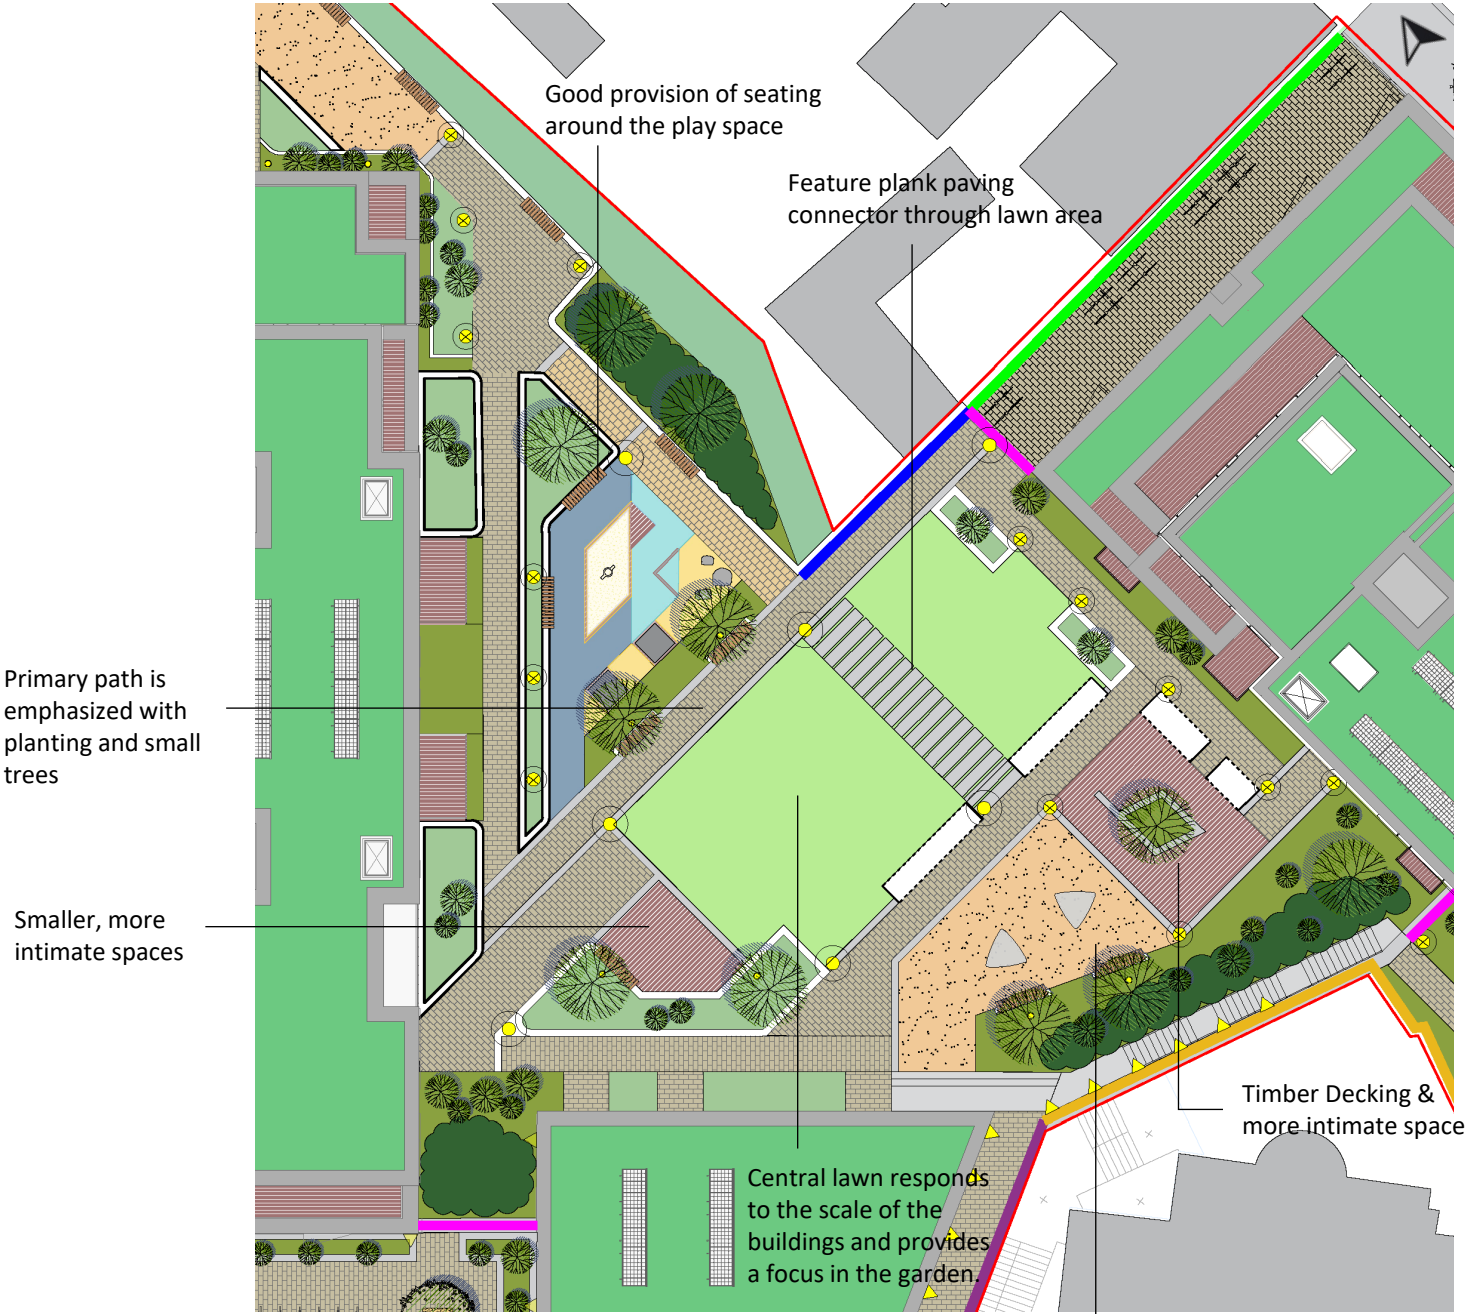 Good provision of seating
around the play space
Feature plank paving
connector through lawn area
Primary path is
emphasized with
planting and small
trees
Smaller, more
intimate spaces
Timber Decking &
more intimate space
Central lawn responds
to the scale of the
buildings and provides
a focus in the garden.